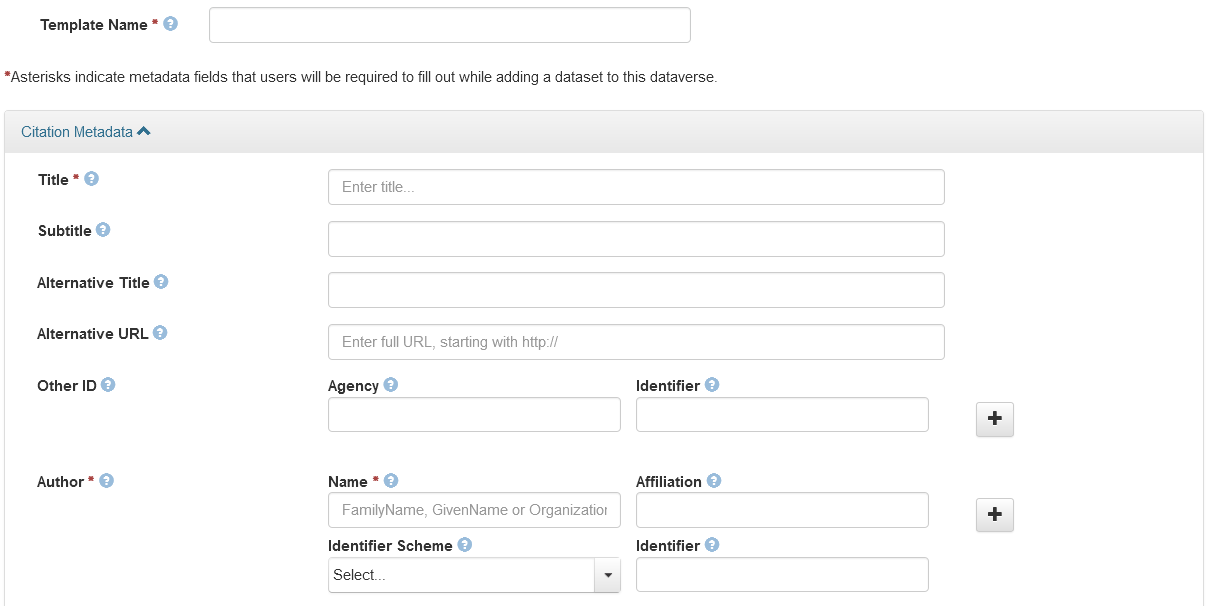 Template Name *
*Asterisks indicate metadata fields that users will be required to fill out while adding a dataset to this dataverse.
Citation Metadata
Title *
Enter title...
Subtitle
Alternative Title
Alternative URL
Enter full URL, starting with http://
Other ID
Agency
Identifier
Author *
Name *
Affiliation
FamilyName, GivenName or Organization
Identifier Scheme
Identifier
Select...